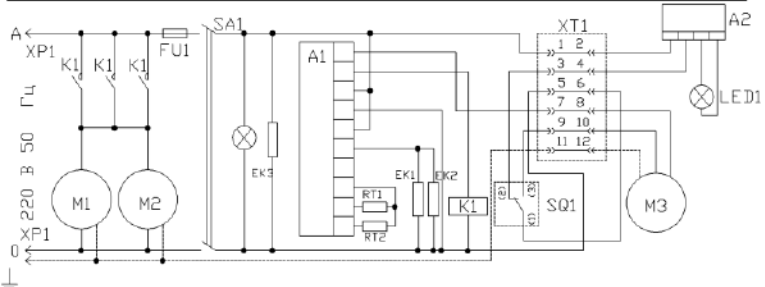 A
XP1
K1 K1 K1
FU1
SA1
A1
XT1
A2
1 2
3 4
5 6
7 8
9 10
11 12
LED1
220 В 50 Гц
EK3
EK1
EK2
RT1
RT2
K1
(2)
(3)
(1)
SQ1
M1
M2
M3
XP1
0